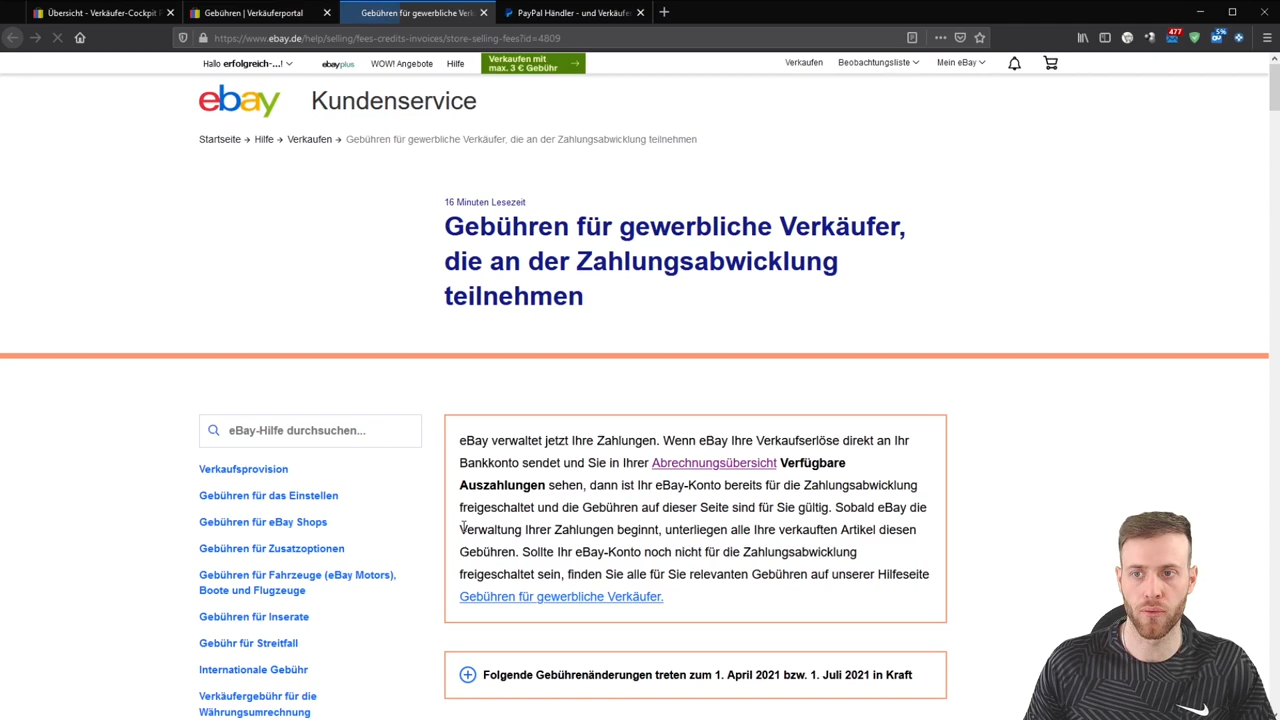 Übersicht - Verkäufer-Cockpit P
Gebühren | Verkäuferportal
Gebühren für gewerbliche Verk
PayPal Händler - und Verkäufer
https://www.ebay.de/help/selling/fees-credits-invoices/store-selling-fees?id=4809
477
5%
Hallo erfolgreich-...!
ebayplus
WOW! Angebote
Hilfe
Verkaufen mit
max. 3 € Gebühr
Verkaufen
Beobachtungsliste
Mein eBay
ebay
Kundenservice
Startseite → Hilfe → Verkaufen → Gebühren für gewerbliche Verkäufer, die an der Zahlungsabwicklung teilnehmen
16 Minuten Lesezeit
Gebühren für gewerbliche Verkäufer,
die an der Zahlungsabwicklung
teilnehmen
eBay-Hilfe durchsuchen...
Verkaufsprovision
Gebühren für das Einstellen
Gebühren für eBay Shops
Gebühren für Zusatzoptionen
Gebühren für Fahrzeuge (eBay Motors),
Boote und Flugzeuge
Gebühren für Inserate
Gebühr für Streitfall
Internationale Gebühr
Verkäufergebühr für die
Währungsumrechnung
eBay verwaltet jetzt Ihre Zahlungen. Wenn eBay Ihre Verkaufserlöse direkt an Ihr
Bankkonto sendet und Sie in Ihrer Abrechnungsübersicht Verfügbare
Auszahlungen sehen, dann ist Ihr eBay-Konto bereits für die Zahlungsabwicklung
freigeschaltet und die Gebühren auf dieser Seite sind für Sie gültig. Sobald eBay die
Verwaltung Ihrer Zahlungen beginnt, unterliegen alle Ihre verkauften Artikel diesen
Gebühren. Sollte Ihr eBay-Konto noch nicht für die Zahlungsabwicklung
freigeschaltet sein, finden Sie alle für Sie relevanten Gebühren auf unserer Hilfeseite
Gebühren für gewerbliche Verkäufer.
Folgende Gebührenänderungen treten zum 1. April 2021 bzw. 1. Juli 2021 in Kraft